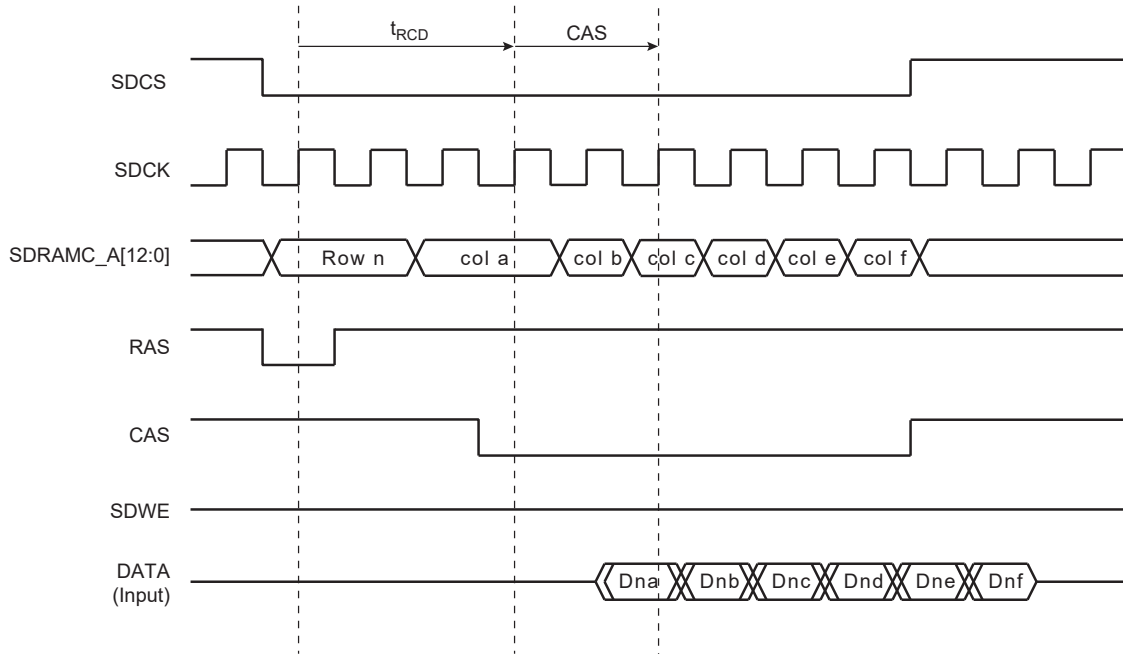 tRCD CAS
SDCS
SDCK
SDRAMC_A[12:0] Row n col a col b col c col d col e col f
RAS
CAS
SDWE
DATA
(Input) Dna Dnb Dnc Dnd Dne Dnf